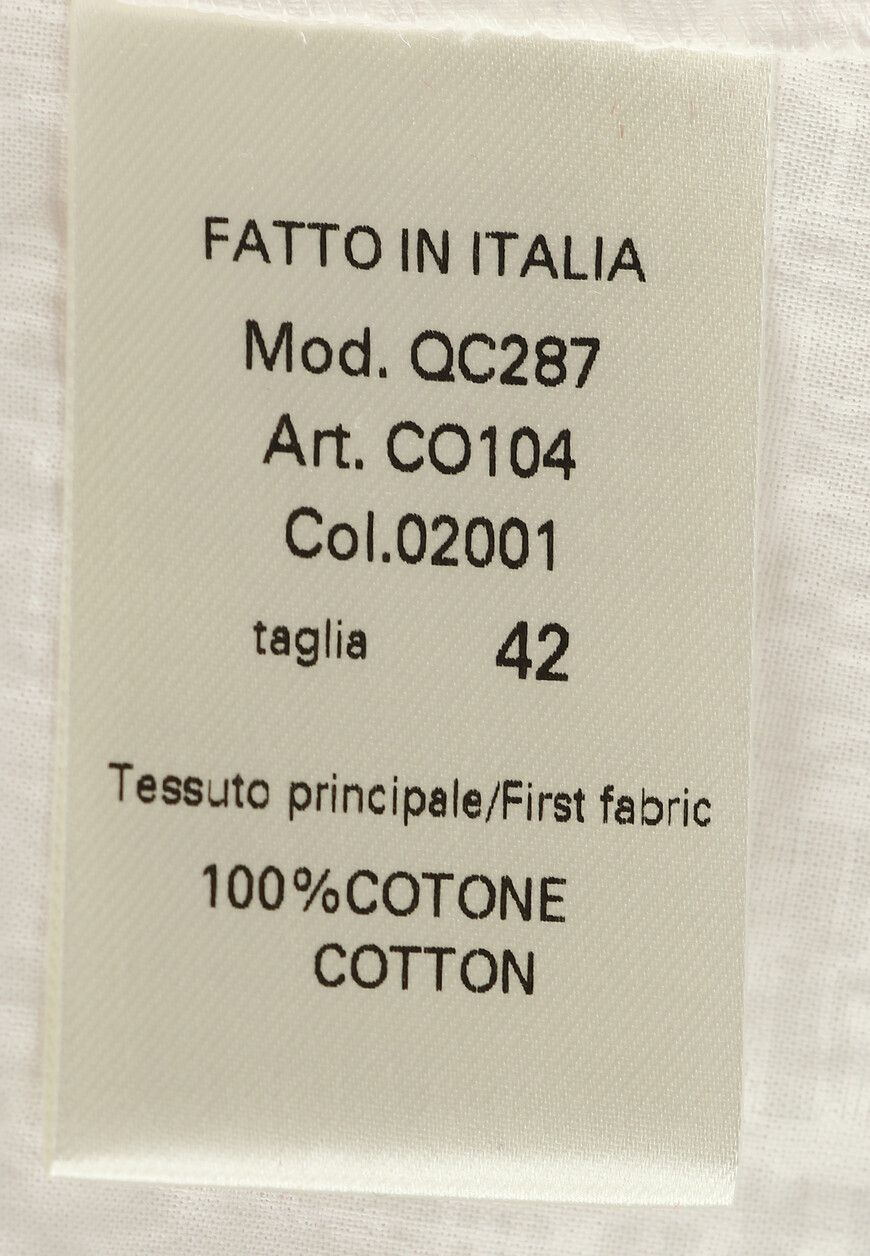 FATTO IN ITALIA
Mod. QC287
Art. CO104
Col.02001
taglia 42
Tessuto principale/First fabric
100%COTONE
COTTON